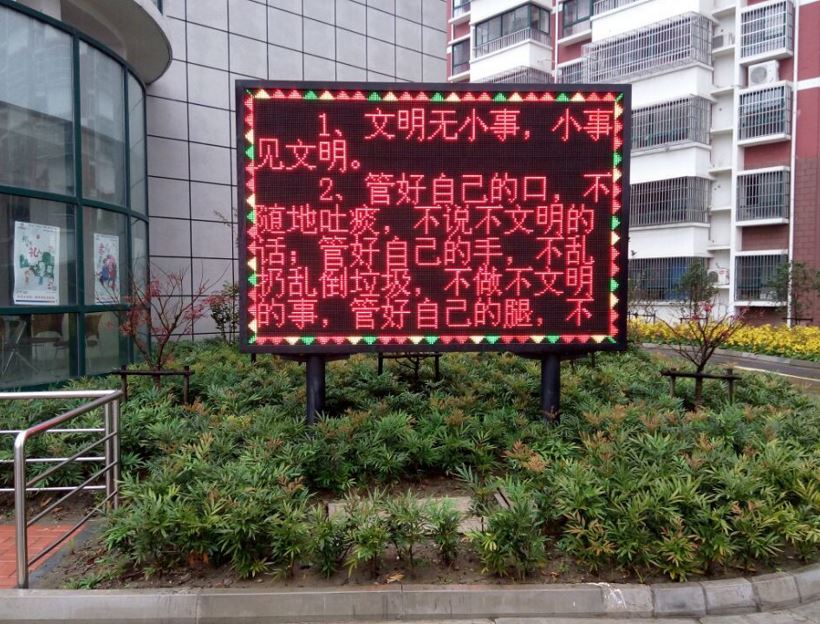 1、文明无小事，小事
见文明。
2、管好自己的口，不
随地吐痰，不说不文明的
话；管好自己的手，不乱
扔乱倒垃圾，不做不文明
的事，管好自己的腿，不